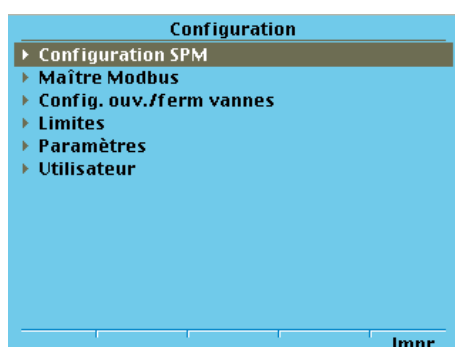 Configuration
Configuration SPM
Maître Modbus
Config. ouv./ferm vannes
Limites
Paramètres
Utilisateur
Impr